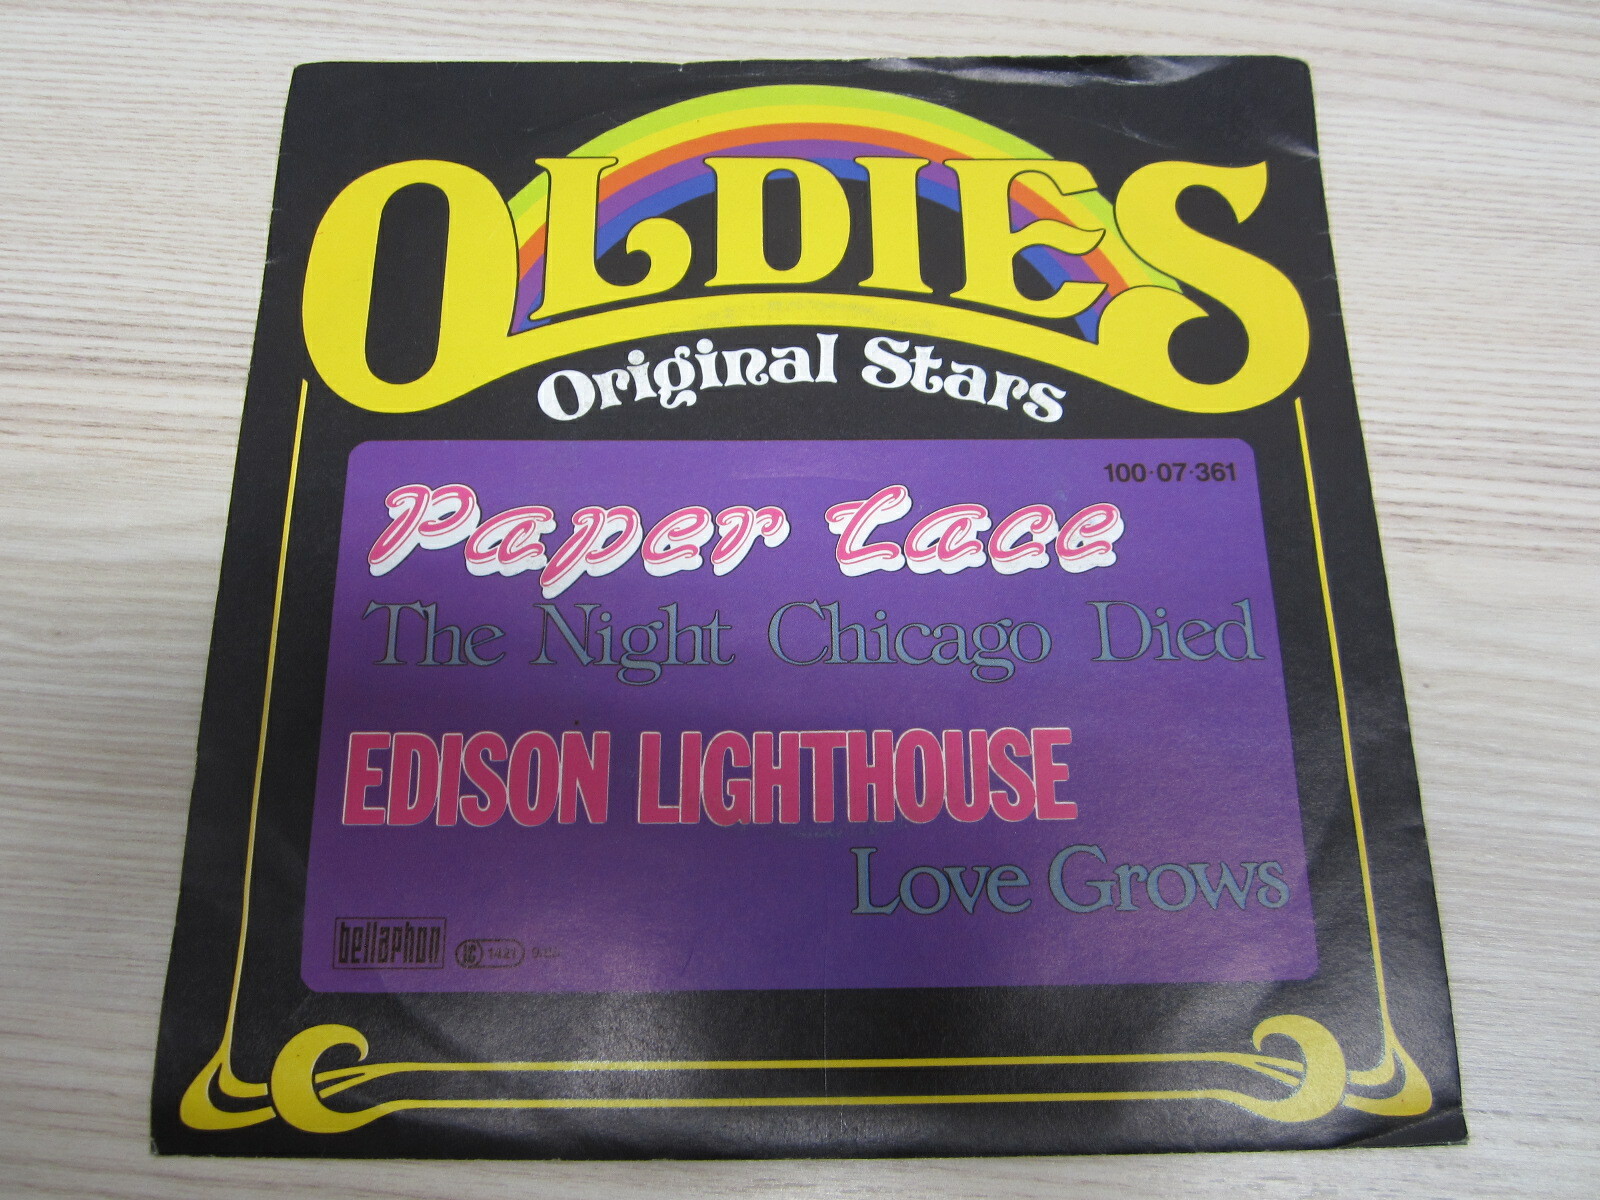 OLDIES
Original Stars
100·07·361
Paper Lace
The Night Chicago Died
EDISON LIGHTHOUSE
Love Grows
bellaphon